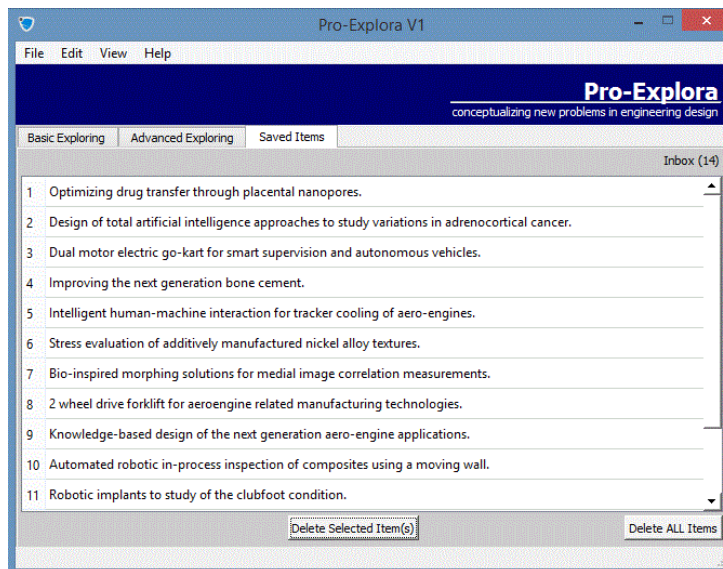 Pro-Explora V1
File Edit View Help
Pro-Explora
conceptualizing new problems in engineering design
Basic Exploring Advanced Exploring Saved Items
Inbox (14)
1 Optimizing drug transfer through placental nanopores.
2 Design of total artificial intelligence approaches to study variations in adrenocortical cancer.
3 Dual motor electric go-kart for smart supervision and autonomous vehicles.
4 Improving the next generation bone cement.
5 Intelligent human-machine interaction for tracker cooling of aero-engines.
6 Stress evaluation of additively manufactured nickel alloy textures.
7 Bio-inspired morphing solutions for medial image correlation measurements.
8 2 wheel drive forklift for aeroengine related manufacturing technologies.
9 Knowledge-based design of the next generation aero-engine applications.
10 Automated robotic in-process inspection of composites using a moving wall.
11 Robotic implants to study of the clubfoot condition.
Delete Selected Item(s) Delete ALL Items